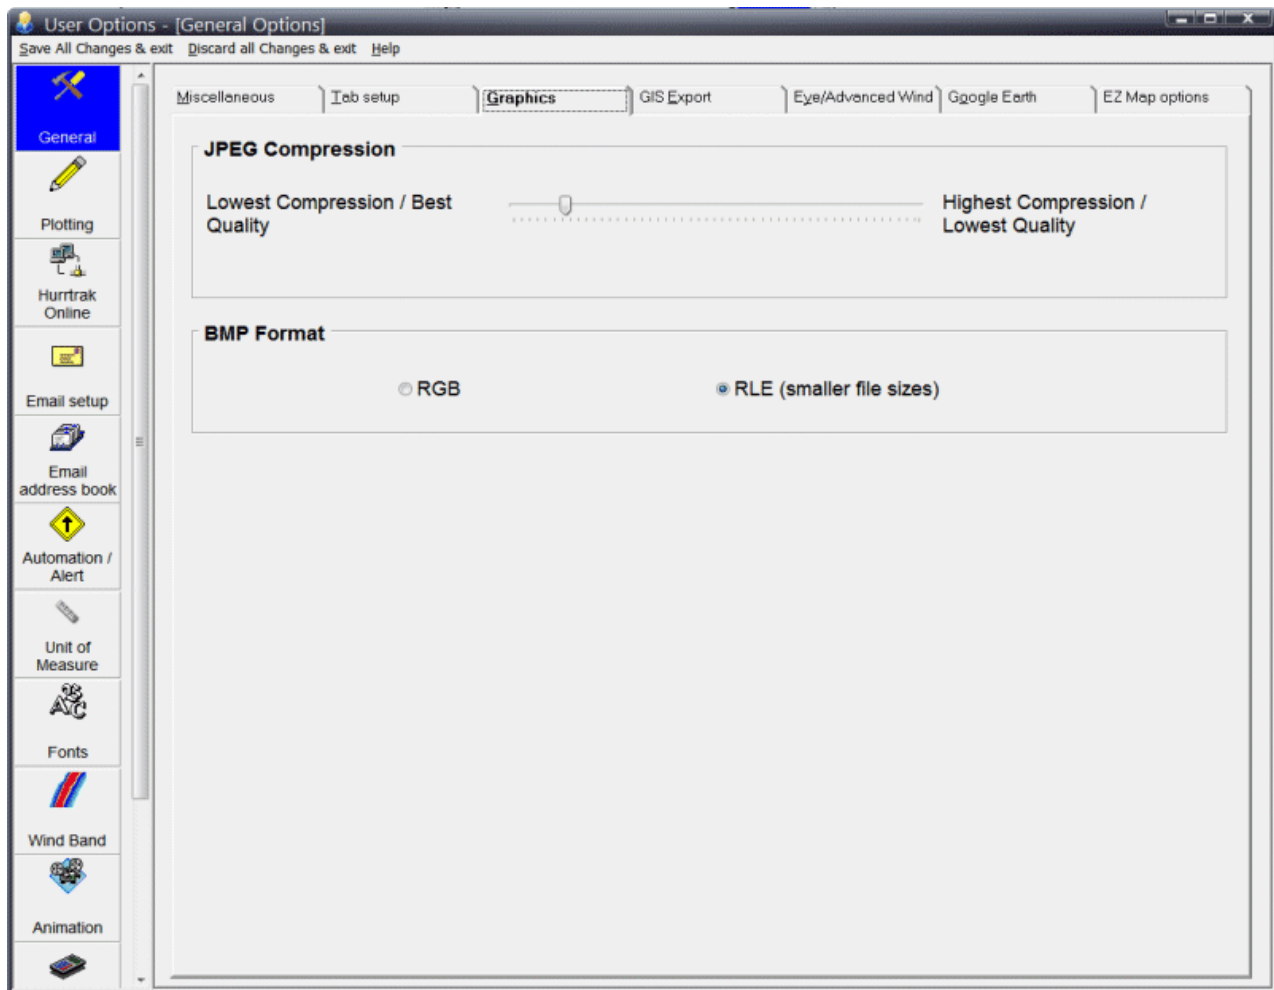 User Options - [General Options]
Save All Changes & exit Discard all Changes & exit Help
Miscellaneous Tab setup Graphics GIS Export Eye/Advanced Wind Google Earth EZ Map options
General
Plotting
Hurrtrak
Online
Email setup
Email
address book
Automation /
Alert
Unit of
Measure
Fonts
Wind Band
Animation
JPEG Compression
Lowest Compression / Best
Quality
Highest Compression /
Lowest Quality
BMP Format
RGB RLE (smaller file sizes)